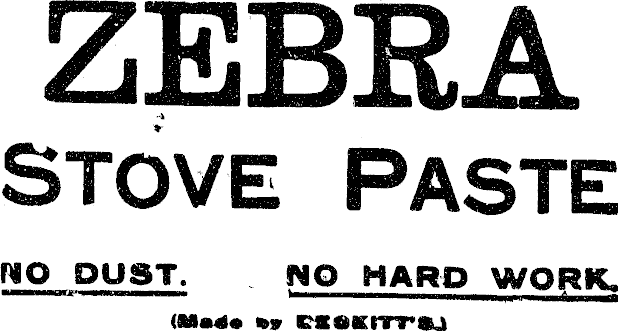 ZEBRA
STOVE PASTE
NO DUST. NO HARD WORK.
(Made by